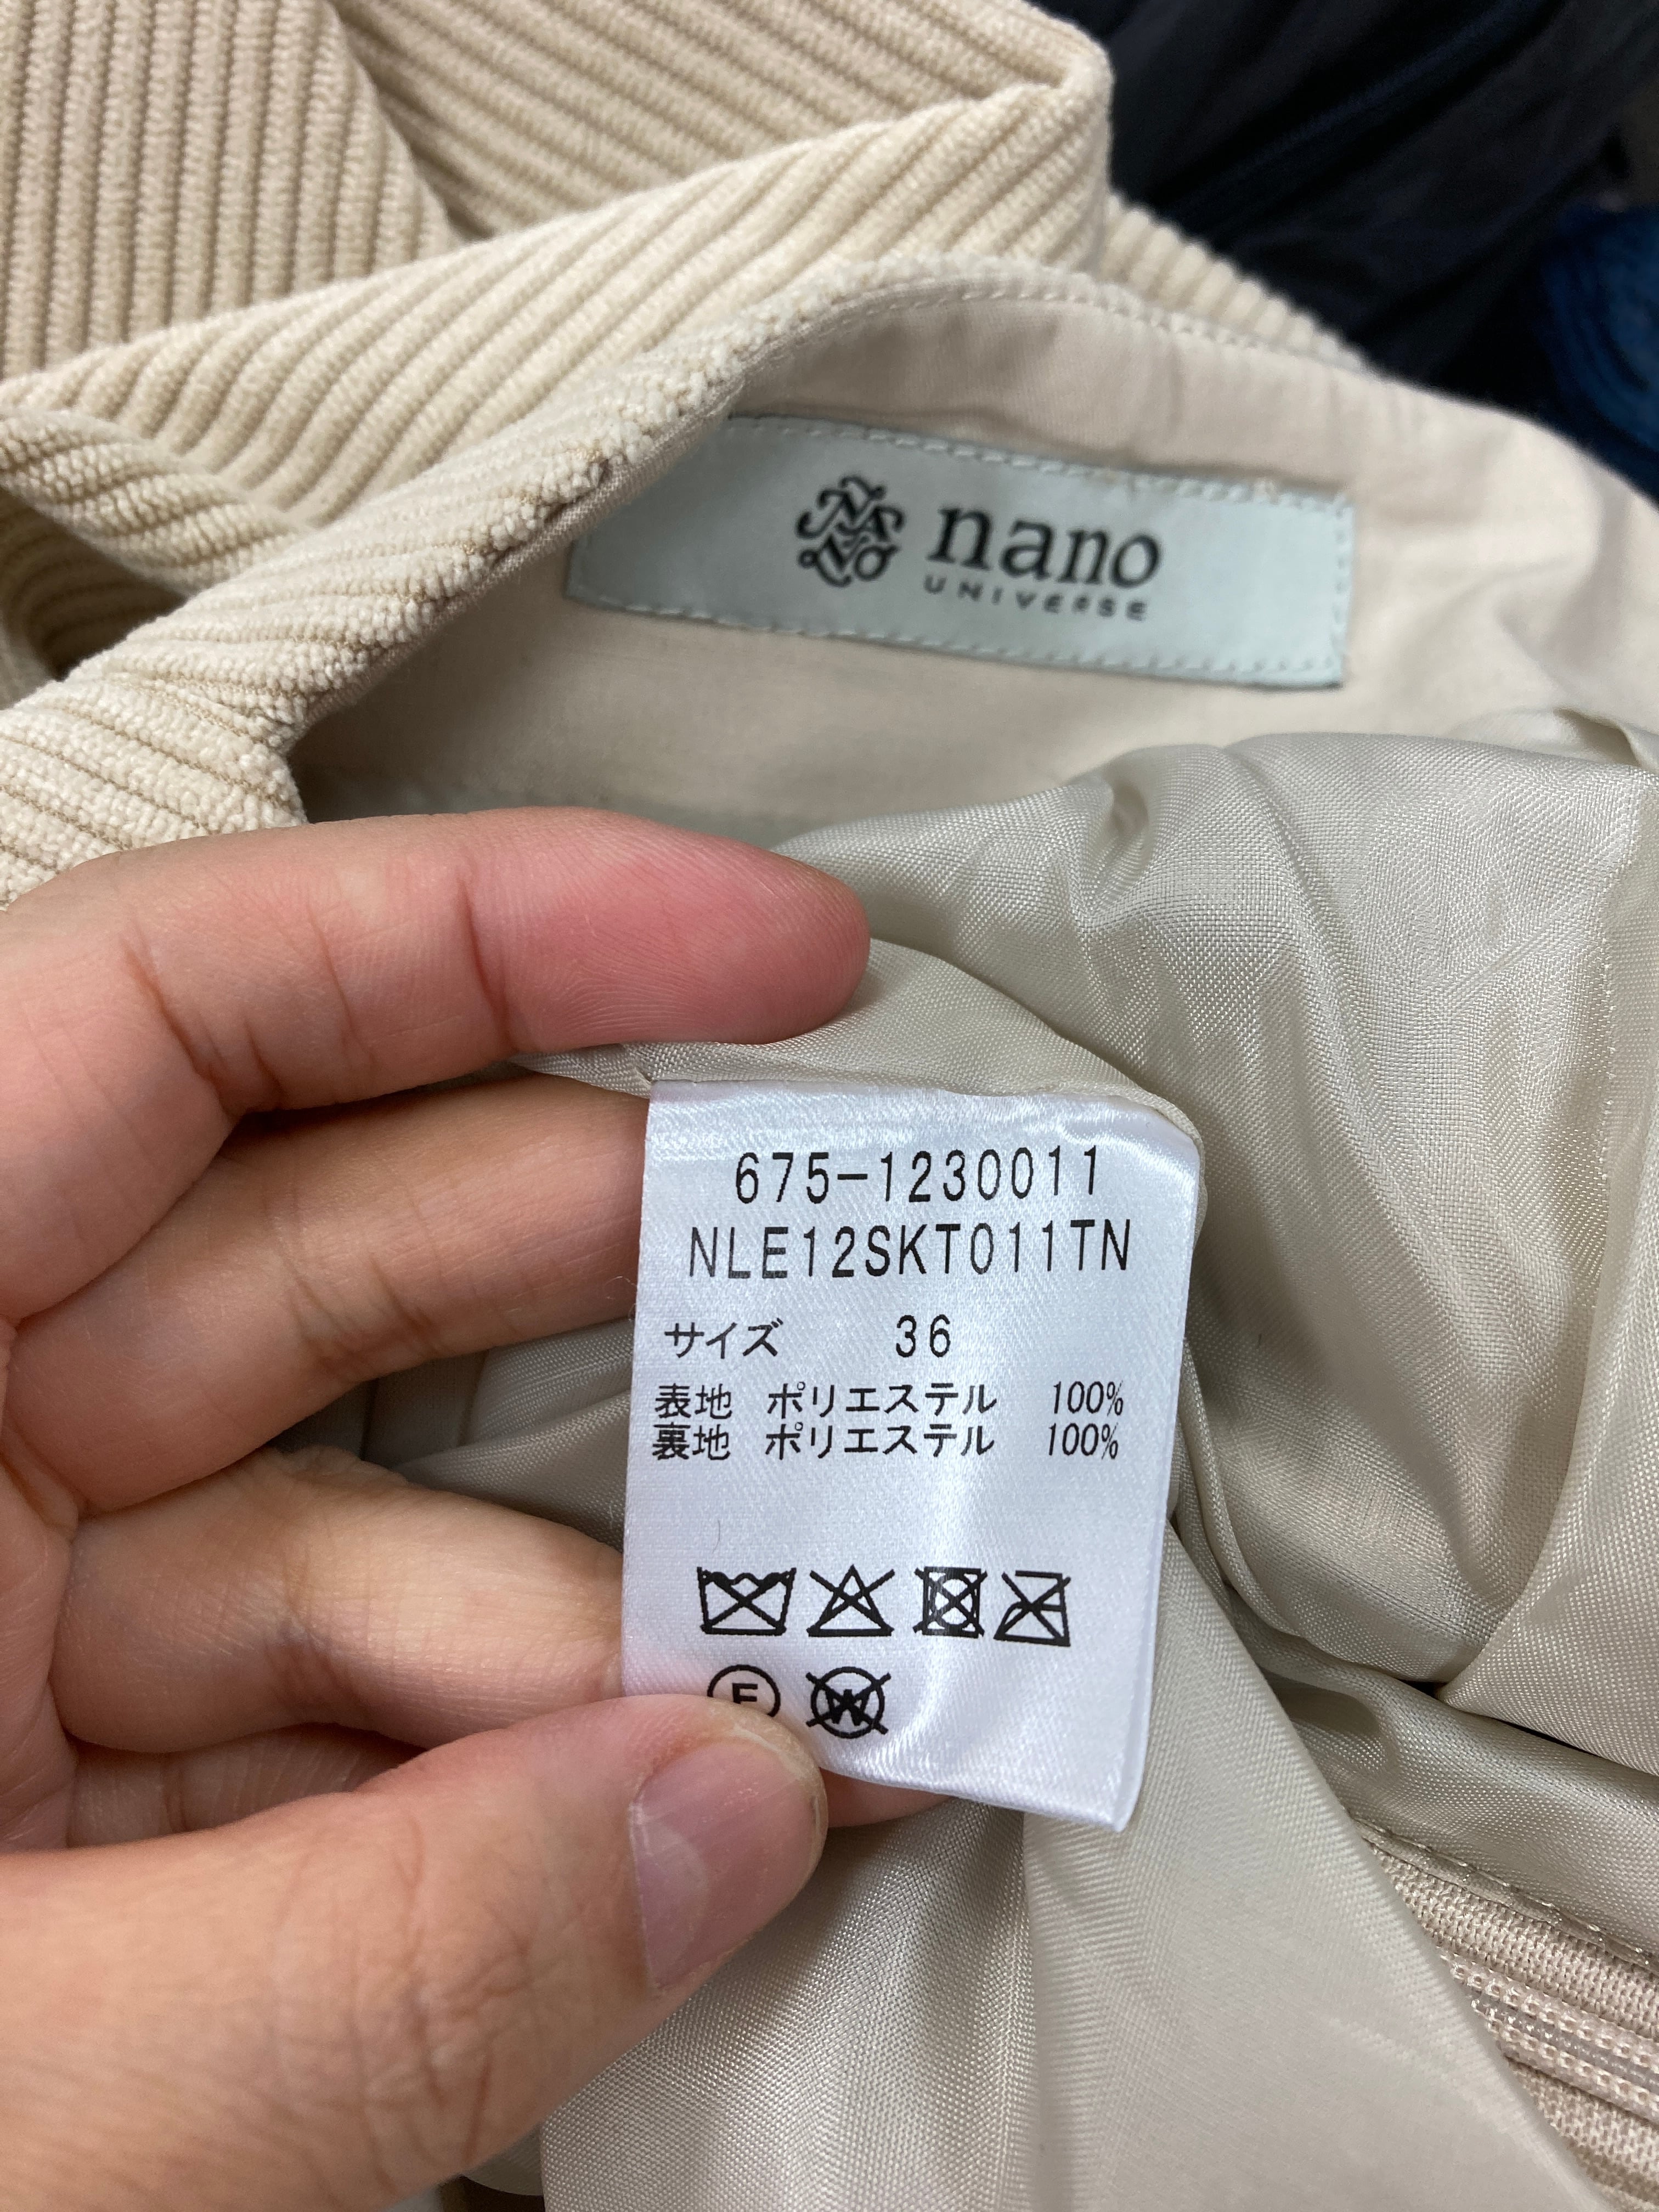 nano
UNIVERSE
675-1230011
NLE12SKT011TN
サイズ 36
表地 ポリエステル 100%
裏地 ポリエステル 100%
F W